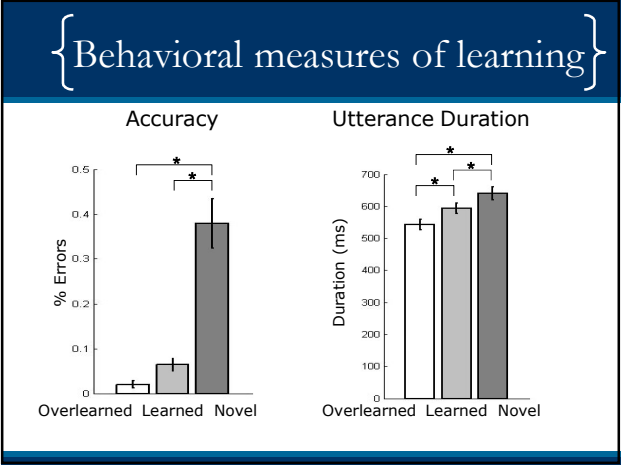 {Behavioral measures of learning}
Accuracy
*
*
0.5
0.4
0.3
0.2
0.1
0
% Errors
Overlearned Learned Novel
Utterance Duration
*
*
*
700
600
500
400
300
200
100
0
Duration (ms)
Overlearned Learned Novel